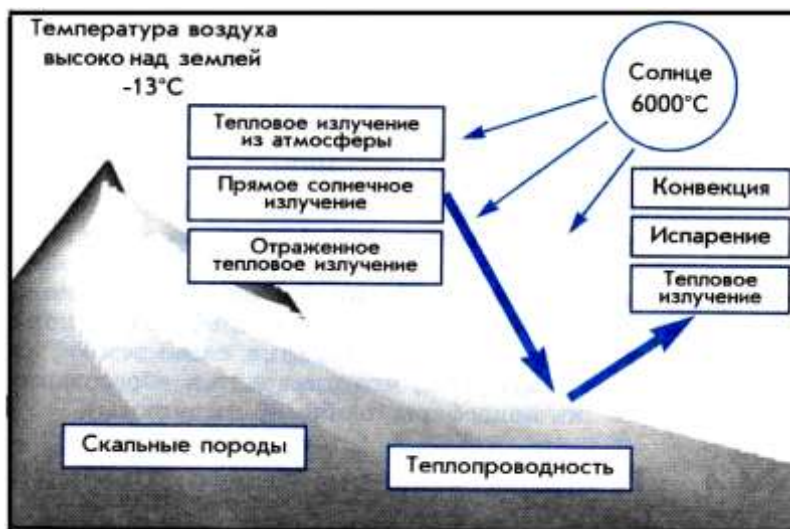 Температура воздуха
высоко над землей
-13°C
Солнце
6000°C
Тепловое излучение
из атмосферы
Прямое солнечное
излучение
Отраженное
тепловое излучение
Конвекция
Испарение
Тепловое
излучение
Скальные породы
Теплопроводность